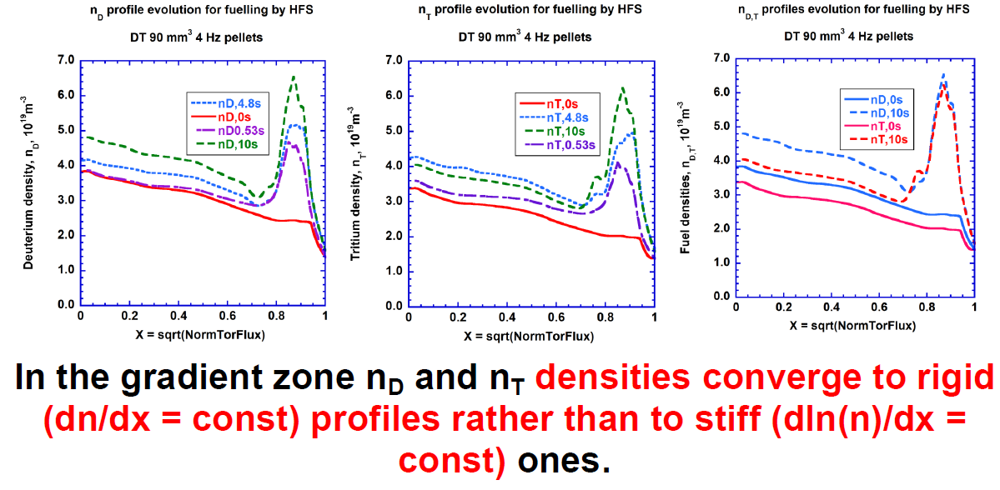 n_D profile evolution for fuelling by HFS
DT 90 mm³ 4 Hz pellets
7.0
6.0
5.0
4.0
3.0
2.0
1.0
0.0
Deuterium density, n_D, 10¹⁹m⁻³
nD,4.8s
nD,0s
nD0.53s
nD,10s
0 0.2 0.4 0.6 0.8 1
X = sqrt(NormTorFlux)
n_T profile evolution for fuelling by HFS
DT 90 mm³ 4 Hz pellets
7.0
6.0
5.0
4.0
3.0
2.0
1.0
0.0
Tritium density, n_T, 10¹⁹m⁻³
nT,0s
nT,4.8s
nT,10s
nT,0.53s
0 0.2 0.4 0.6 0.8 1
X = sqrt(NormTorFlux)
n_D,T profiles evolution for fuelling by HFS
DT 90 mm³ 4 Hz pellets
7.0
6.0
5.0
4.0
3.0
2.0
1.0
0.0
Fuel densities, n_D,T, 10¹⁹m⁻³
nD,0s
nD,10s
nT,0s
nT,10s
0 0.2 0.4 0.6 0.8 1
X = sqrt(NormTorFlux)
In the gradient zone n_D and n_T densities converge to rigid
(dn/dx = const) profiles rather than to stiff (dln(n)/dx =
const) ones.